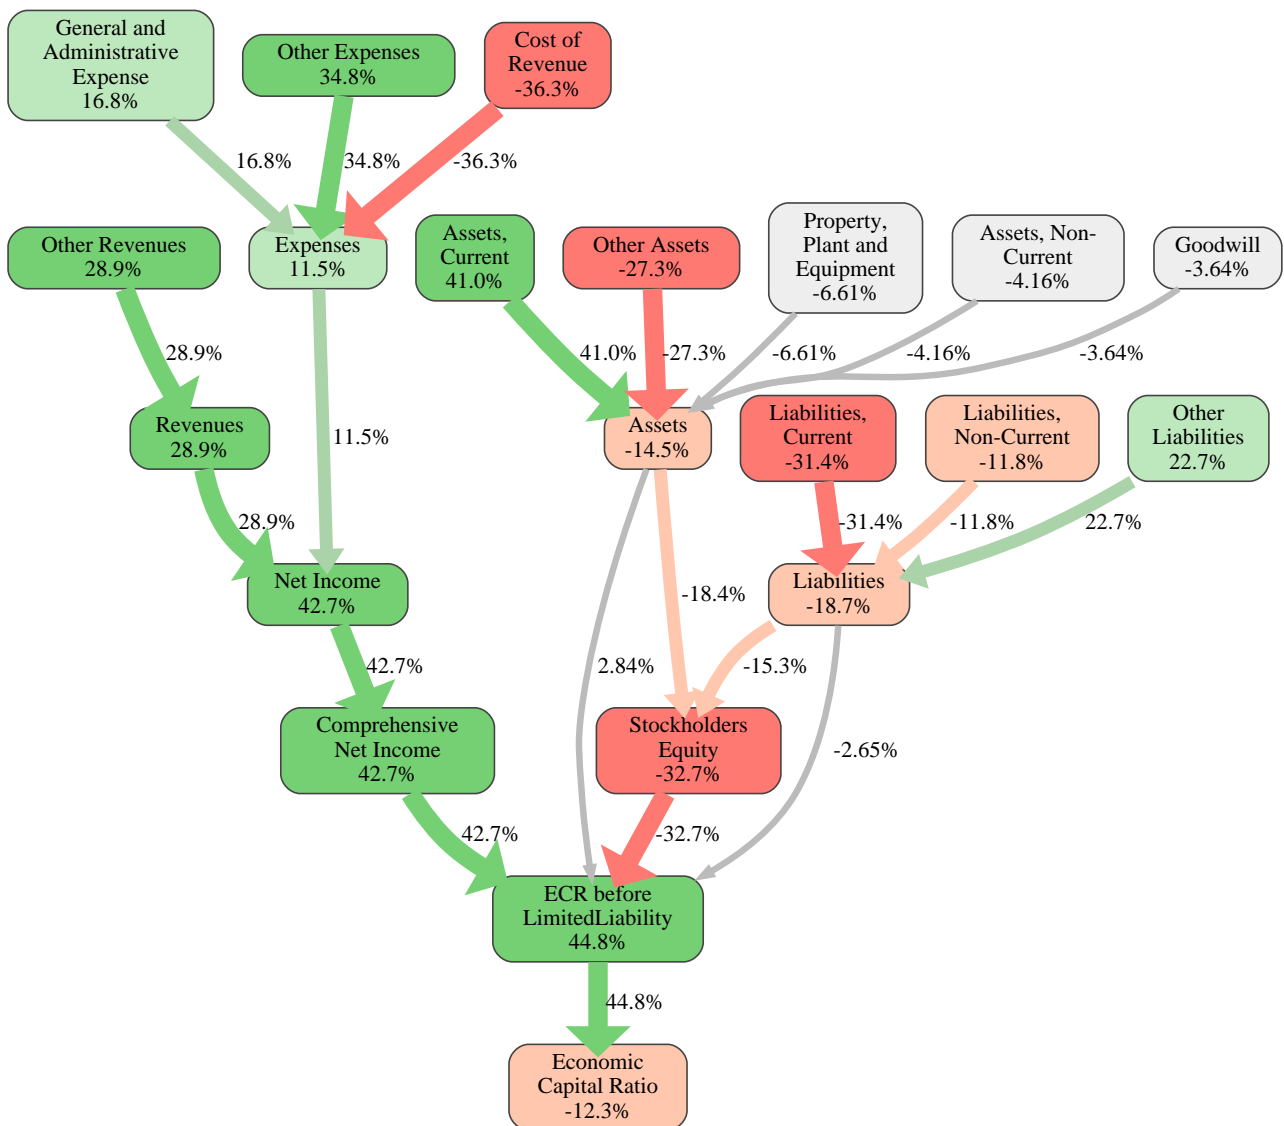 General and
Administrative
Expense
16.8%
Other Expenses
34.8%
Cost of
Revenue
-36.3%
16.8%
34.8%
-36.3%
Other Revenues
28.9%
Expenses
11.5%
Assets,
Current
41.0%
Other Assets
-27.3%
Property,
Plant and
Equipment
-6.61%
Assets, Non-
Current
-4.16%
Goodwill
-3.64%
28.9%
41.0%
-27.3%
-6.61%
-4.16%
-3.64%
Revenues
28.9%
11.5%
Assets
-14.5%
Liabilities,
Current
-31.4%
Liabilities,
Non-Current
-11.8%
Other
Liabilities
22.7%
28.9%
-31.4%
-11.8%
22.7%
Net Income
42.7%
-18.4%
Liabilities
-18.7%
42.7%
2.84%
-15.3%
Comprehensive
Net Income
42.7%
Stockholders
Equity
-32.7%
-2.65%
42.7%
-32.7%
ECR before
LimitedLiability
44.8%
44.8%
Economic
Capital Ratio
-12.3%